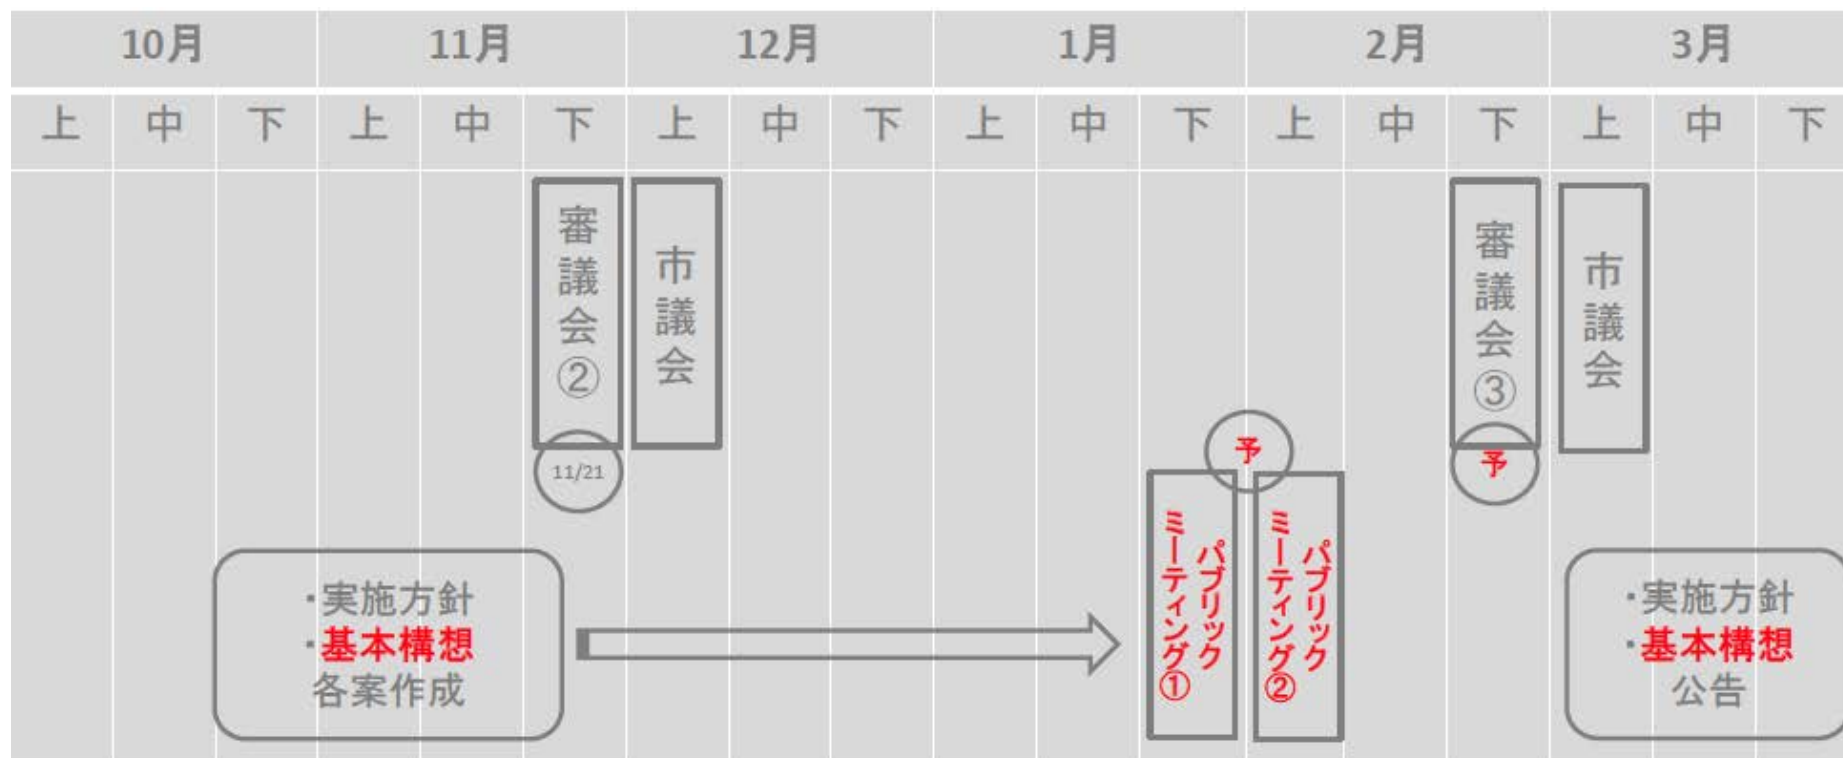 10月 11月 12月 1月 2月 3月
上 中 下 上 中 下 上 中 下 上 中 下 上 中 下 上 中 下
審議会②
11/21
市議会
審議会③
予
市議会
予
パブリック
ミーティング①
パブリック
ミーティング②
・実施方針
・基本構想
各案作成
・実施方針
・基本構想
公告